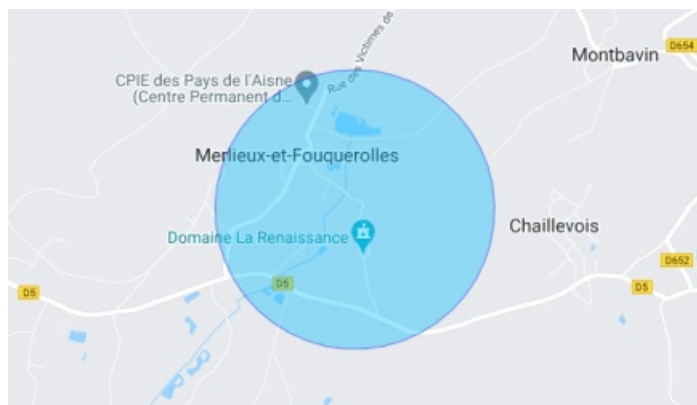 D654
Montbavin
Rue des Victimes de
CPIE des Pays de l'Aisne
(Centre Permanent d...
Merlieux-et-Fouquerolles
Chaillevois
Domaine La Renaissance
D652
D5
D5
D5